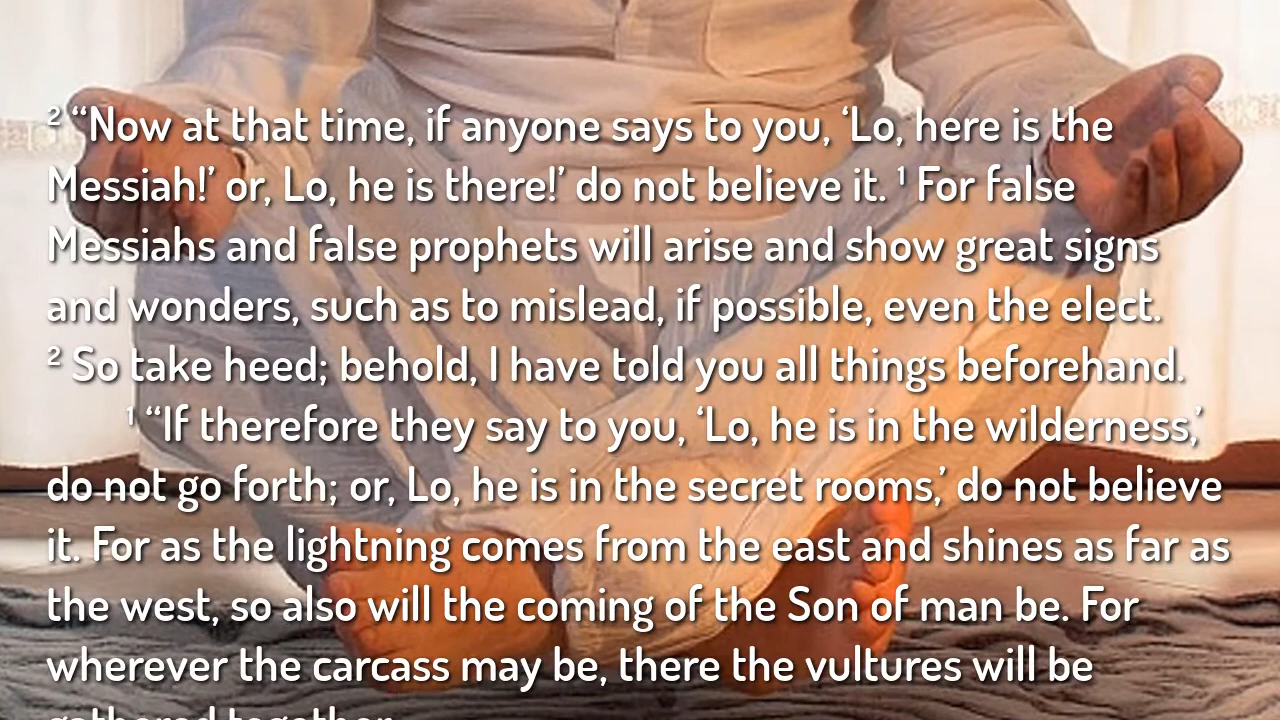 ² “Now at that time, if anyone says to you, ‘Lo, here is the
Messiah!’ or, Lo, he is there!’ do not believe it. ¹ For false
Messiahs and false prophets will arise and show great signs
and wonders, such as to mislead, if possible, even the elect.
² So take heed; behold, I have told you all things beforehand.
¹ “If therefore they say to you, ‘Lo, he is in the wilderness,’
do not go forth; or, Lo, he is in the secret rooms,’ do not believe
it. For as the lightning comes from the east and shines as far as
the west, so also will the coming of the Son of man be. For
wherever the carcass may be, there the vultures will be
gathered together.